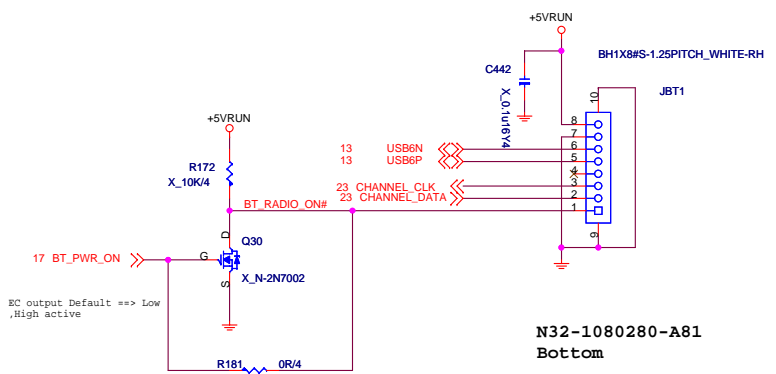 +5VRUN
BH1X8#S-1.25PITCH_WHITE-RH
C442
X_0.1u16Y4
JBT1
10
8
7
6
5
4
3
2
1
9
+5VRUN
R172
X_10K/4
13 USB6N
13 USB6P
23 CHANNEL_CLK
23 CHANNEL_DATA
BT_RADIO_ON#
D
Q30
G
17 BT_PWR_ON
X_N-2N7002
S
EC output Default ==> Low
,High active
R181 0R/4
N32-1080280-A81
Bottom